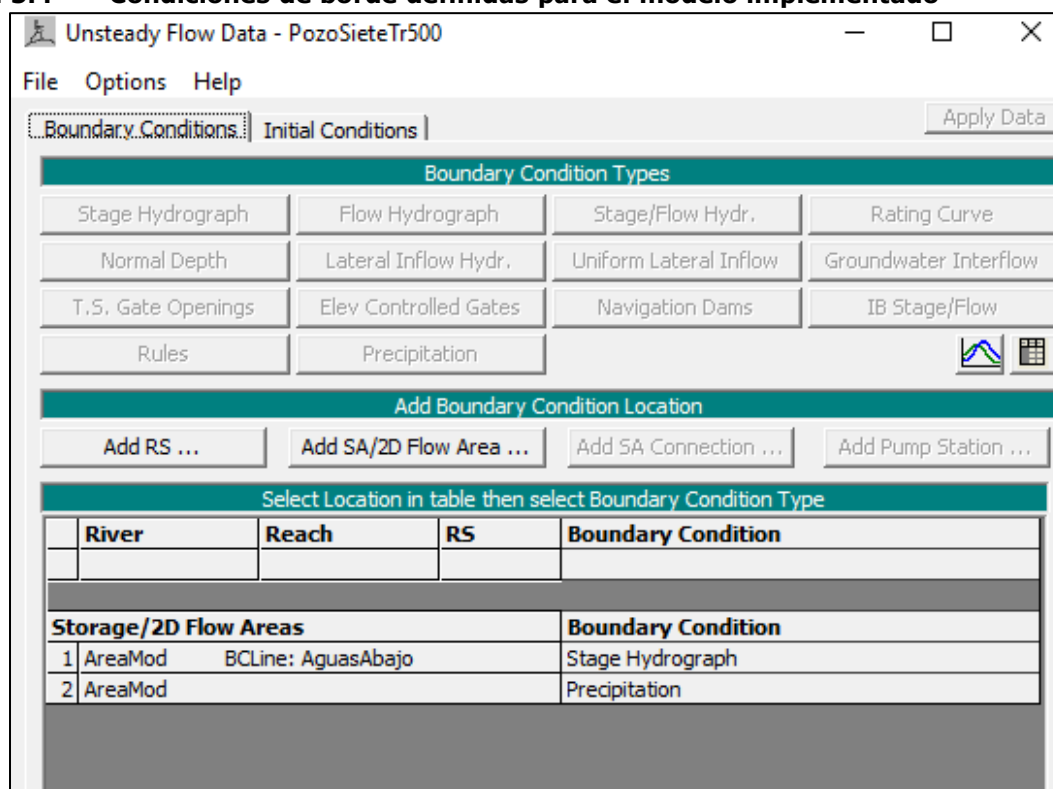 Condiciones de borde definidas para el modelo implementado
Unsteady Flow Data - PozoSieteTr500
File Options Help
Boundary Conditions Initial Conditions Apply Data
Boundary Condition Types
Stage Hydrograph Flow Hydrograph Stage/Flow Hydr. Rating Curve
Normal Depth Lateral Inflow Hydr. Uniform Lateral Inflow Groundwater Interflow
T.S. Gate Openings Elev Controlled Gates Navigation Dams IB Stage/Flow
Rules Precipitation
Add Boundary Condition Location
Add RS ... Add SA/2D Flow Area ... Add SA Connection ... Add Pump Station ...
Select Location in table then select Boundary Condition Type
River Reach RS Boundary Condition
Storage/2D Flow Areas Boundary Condition
1 AreaMod BCLine: AguasAbajo Stage Hydrograph
2 AreaMod Precipitation